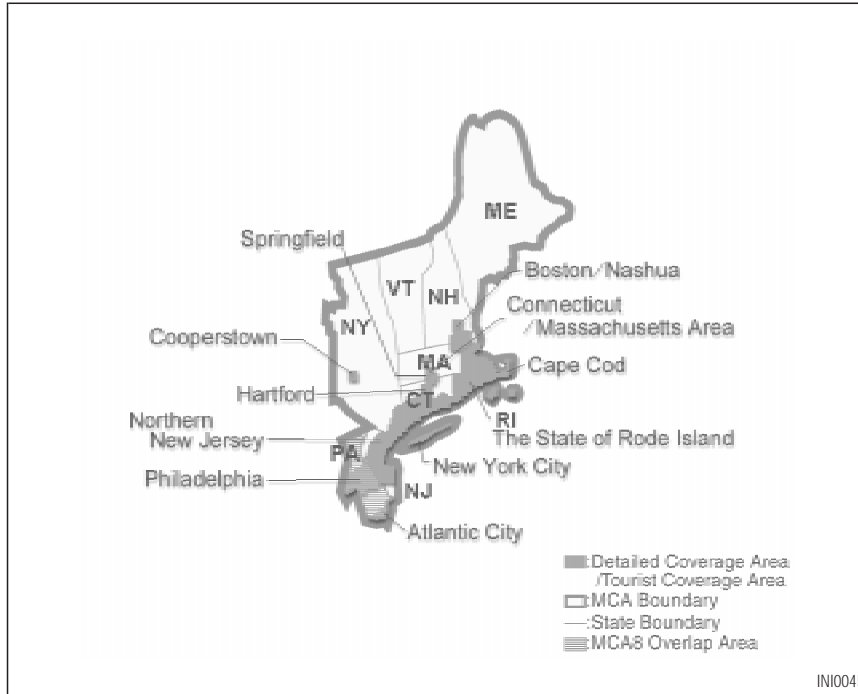 ME
Springfield
Boston/Nashua
VT
NH
Connecticut
/Massachusetts Area
NY
Cooperstown
MA
Cape Cod
Hartford
CT
Northern
New Jersey
RI
The State of Rode Island
PA
New York City
Philadelphia
NJ
Atlantic City
:Detailed Coverage Area
/Tourist Coverage Area
:MCA Boundary
:State Boundary
:MCA8 Overlap Area
INI004